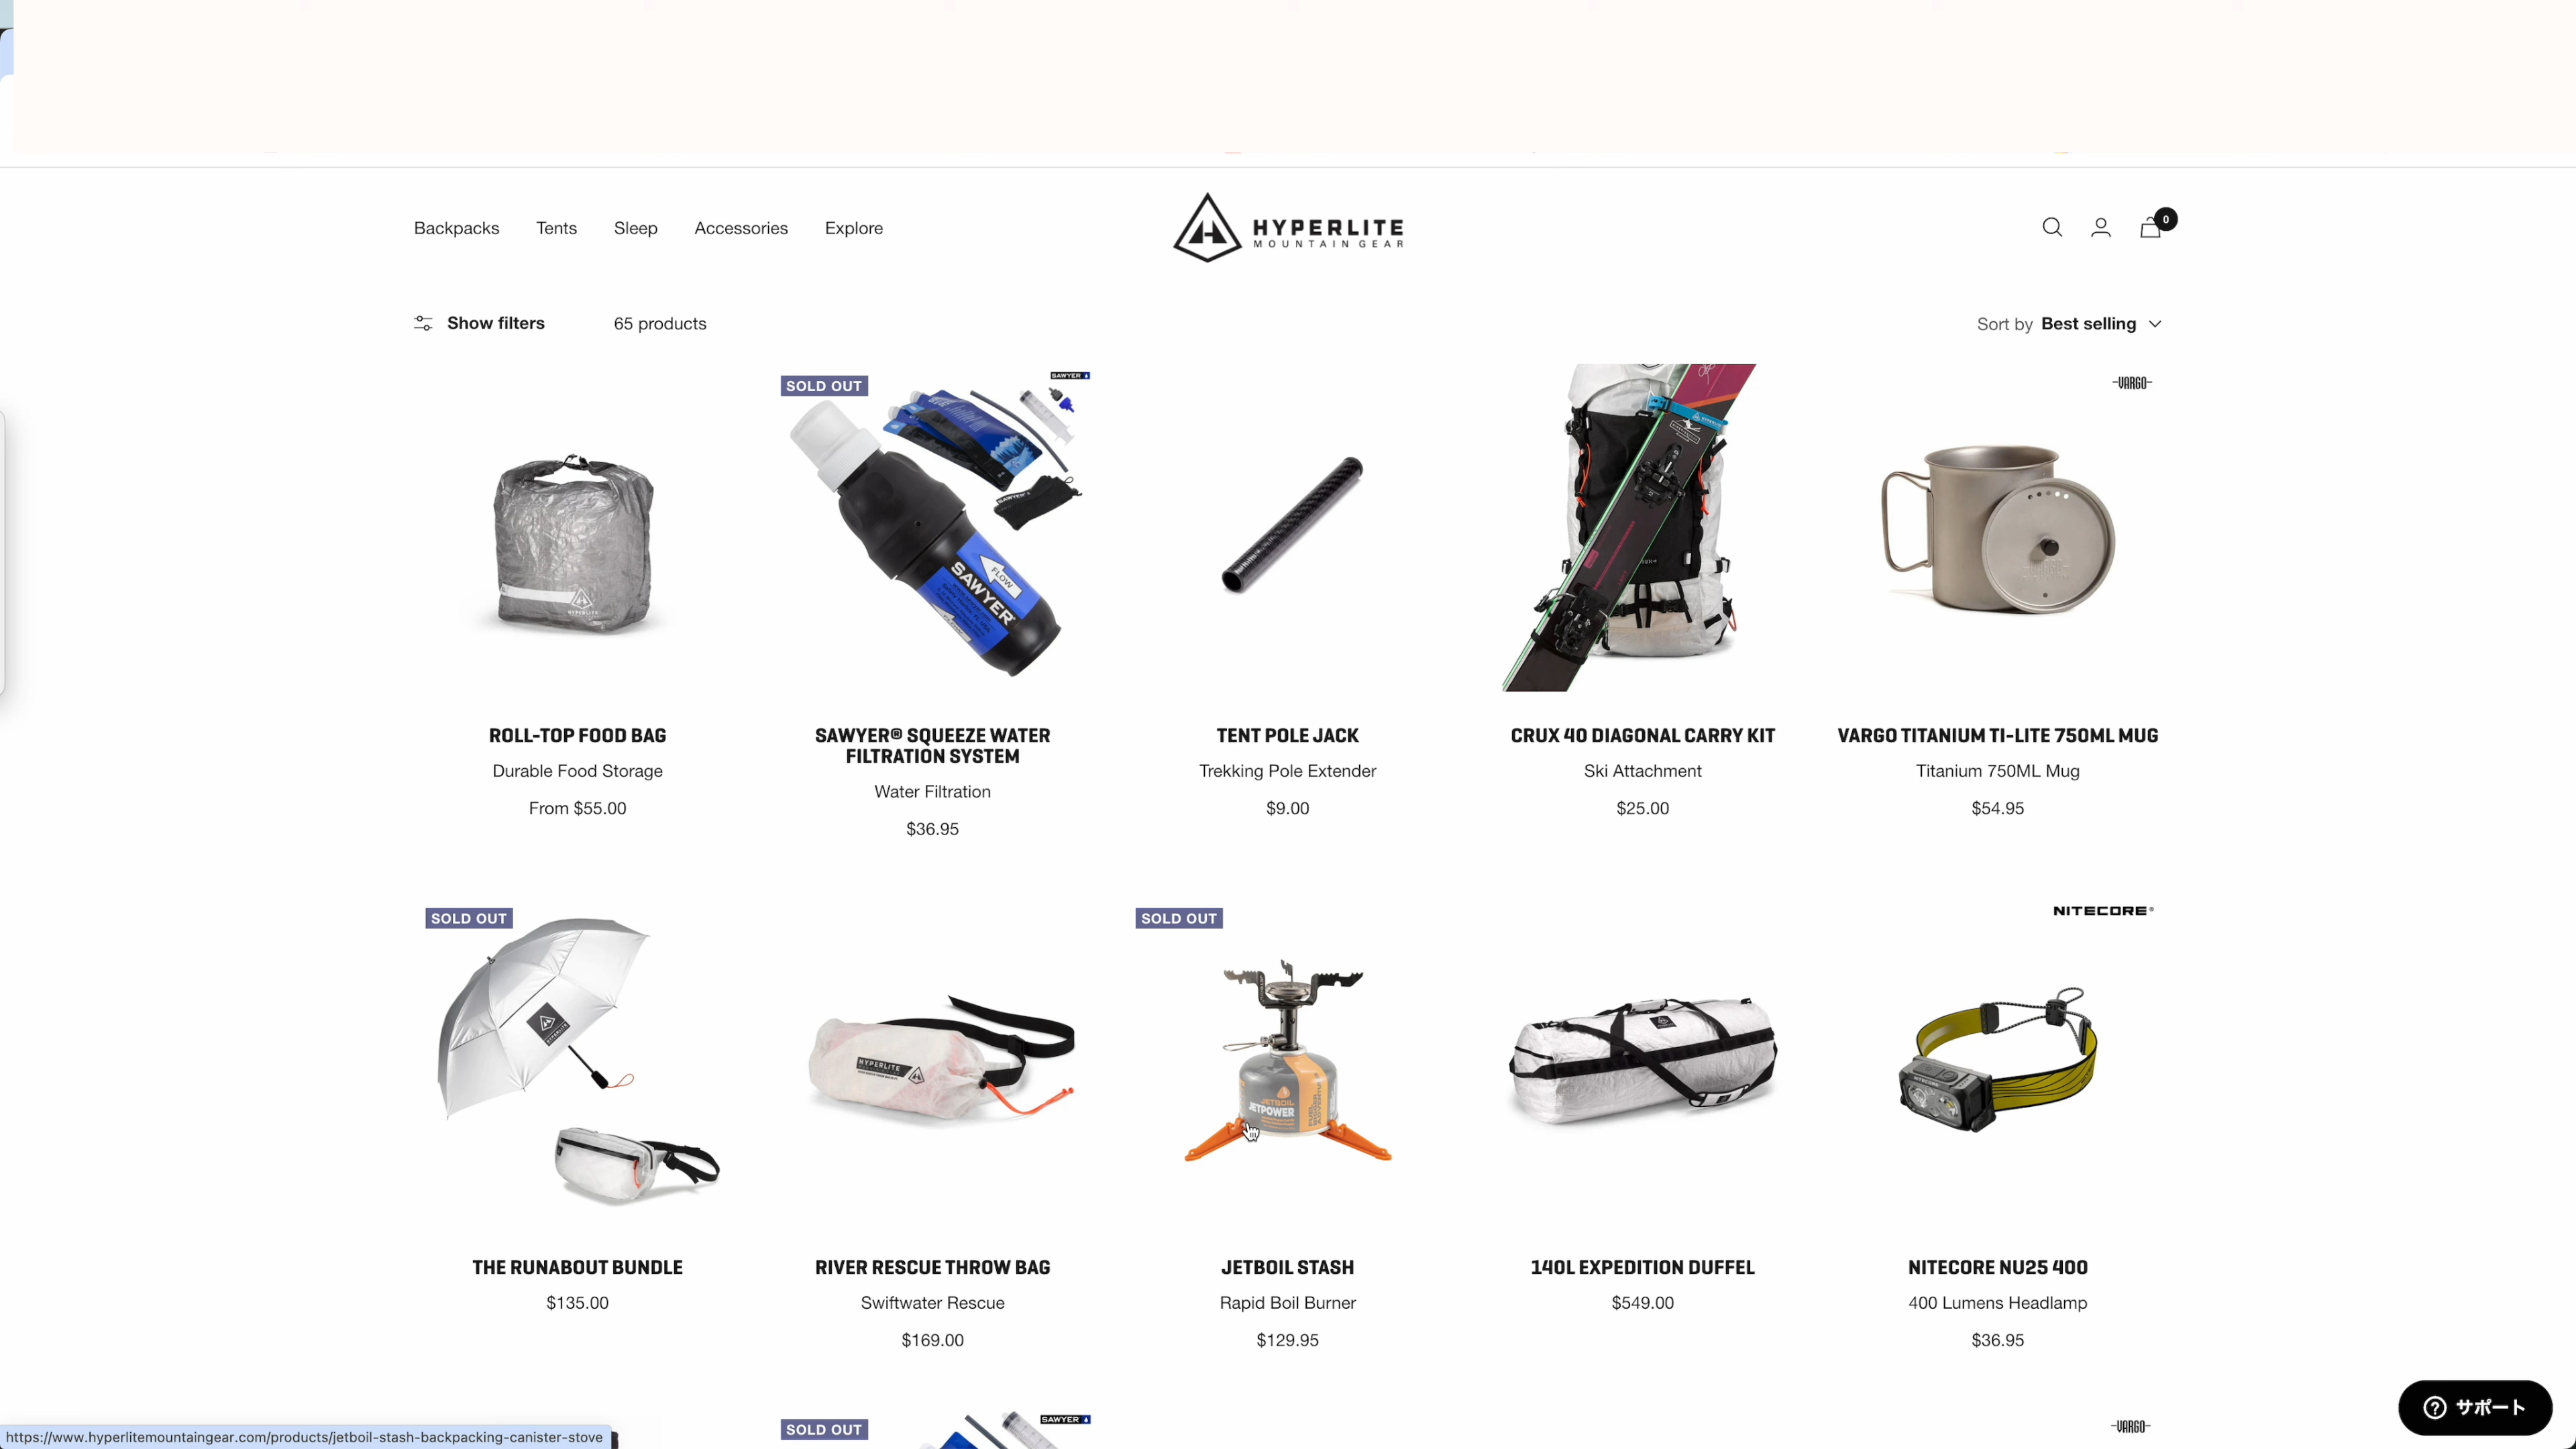 Backpacks
Tents
Sleep
Accessories
Explore
HYPERLITE
MOUNTAIN GEAR
0
Show filters
65 products
Sort by Best selling
SOLD OUT
SAWYER
VARGO
HYPERLITE
FLOW
SAWYER
ROLL-TOP FOOD BAG
Durable Food Storage
From $55.00
SAWYER® SQUEEZE WATER
FILTRATION SYSTEM
Water Filtration
$36.95
TENT POLE JACK
Trekking Pole Extender
$9.00
CRUX 40 DIAGONAL CARRY KIT
Ski Attachment
$25.00
VARGO TITANIUM TI-LITE 750ML MUG
Titanium 750ML Mug
$54.95
SOLD OUT
SOLD OUT
NITECORE®
HYPERLITE
HYPERLITE
JETBOIL
JETPOWER
NITECORE
THE RUNABOUT BUNDLE
$135.00
RIVER RESCUE THROW BAG
Swiftwater Rescue
$169.00
JETBOIL STASH
Rapid Boil Burner
$129.95
140L EXPEDITION DUFFEL
$549.00
NITECORE NU25 400
400 Lumens Headlamp
$36.95
SOLD OUT
SAWYER
VARGO
サポート
https://www.hyperlitemountaingear.com/products/jetboil-stash-backpacking-canister-stove